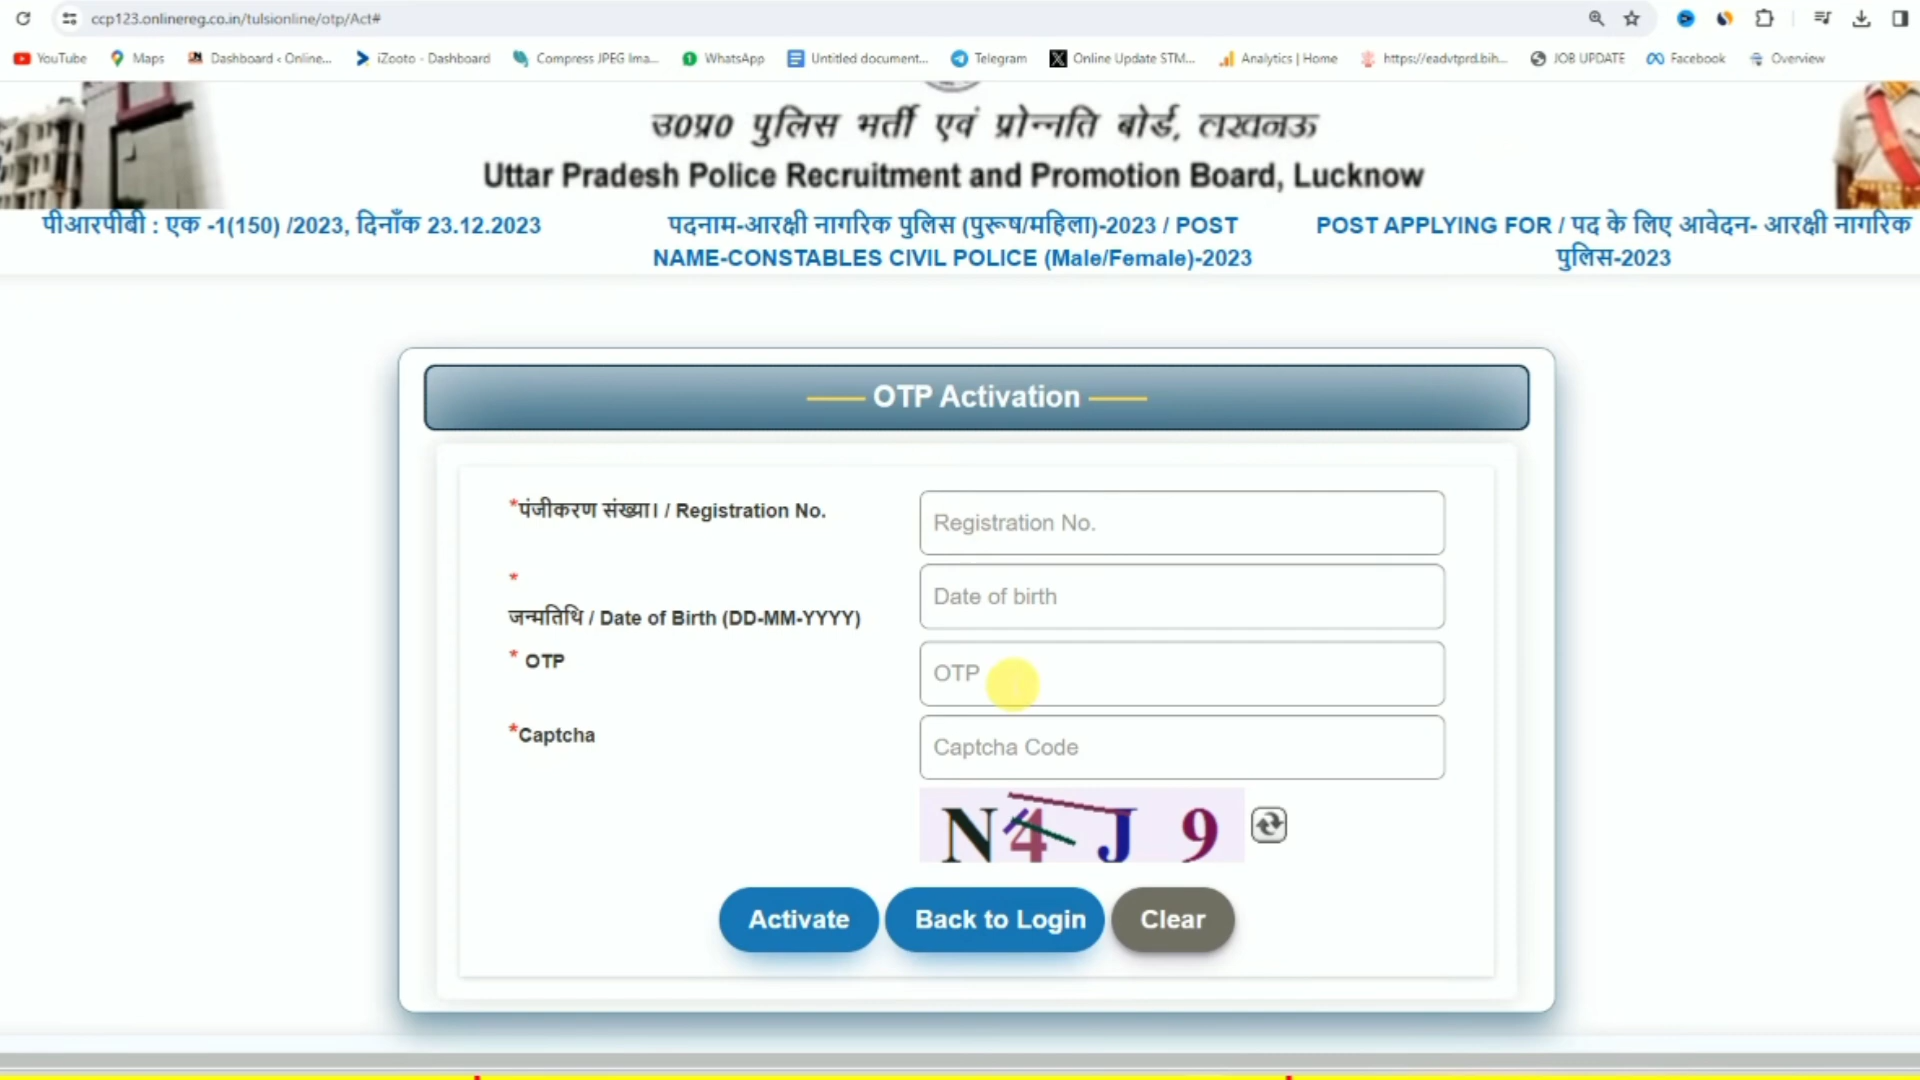 ccp123.onlinereg.co.in/tulsionline/otp/Act#
YouTube Maps Dashboard < Online... iZooto - Dashboard Compress JPEG Ima... WhatsApp Untitled document... Telegram Online Update STM... Analytics | Home https://eadvtprd.bih... JOB UPDATE Facebook Overview
उ0प्र0 पुलिस भर्ती एवं प्रोन्नति बोर्ड, लखनऊ
Uttar Pradesh Police Recruitment and Promotion Board, Lucknow
पीआरपीबी : एक -1(150) /2023, दिनाँक 23.12.2023
पदनाम-आरक्षी नागरिक पुलिस (पुरूष/महिला)-2023 / POST
NAME-CONSTABLES CIVIL POLICE (Male/Female)-2023
POST APPLYING FOR / पद के लिए आवेदन- आरक्षी नागरिक
पुलिस-2023
OTP Activation
*पंजीकरण संख्या। / Registration No.
Registration No.
*
जन्मतिथि / Date of Birth (DD-MM-YYYY)
Date of birth
* OTP
OTP
*Captcha
Captcha Code
N4J9
Activate Back to Login Clear